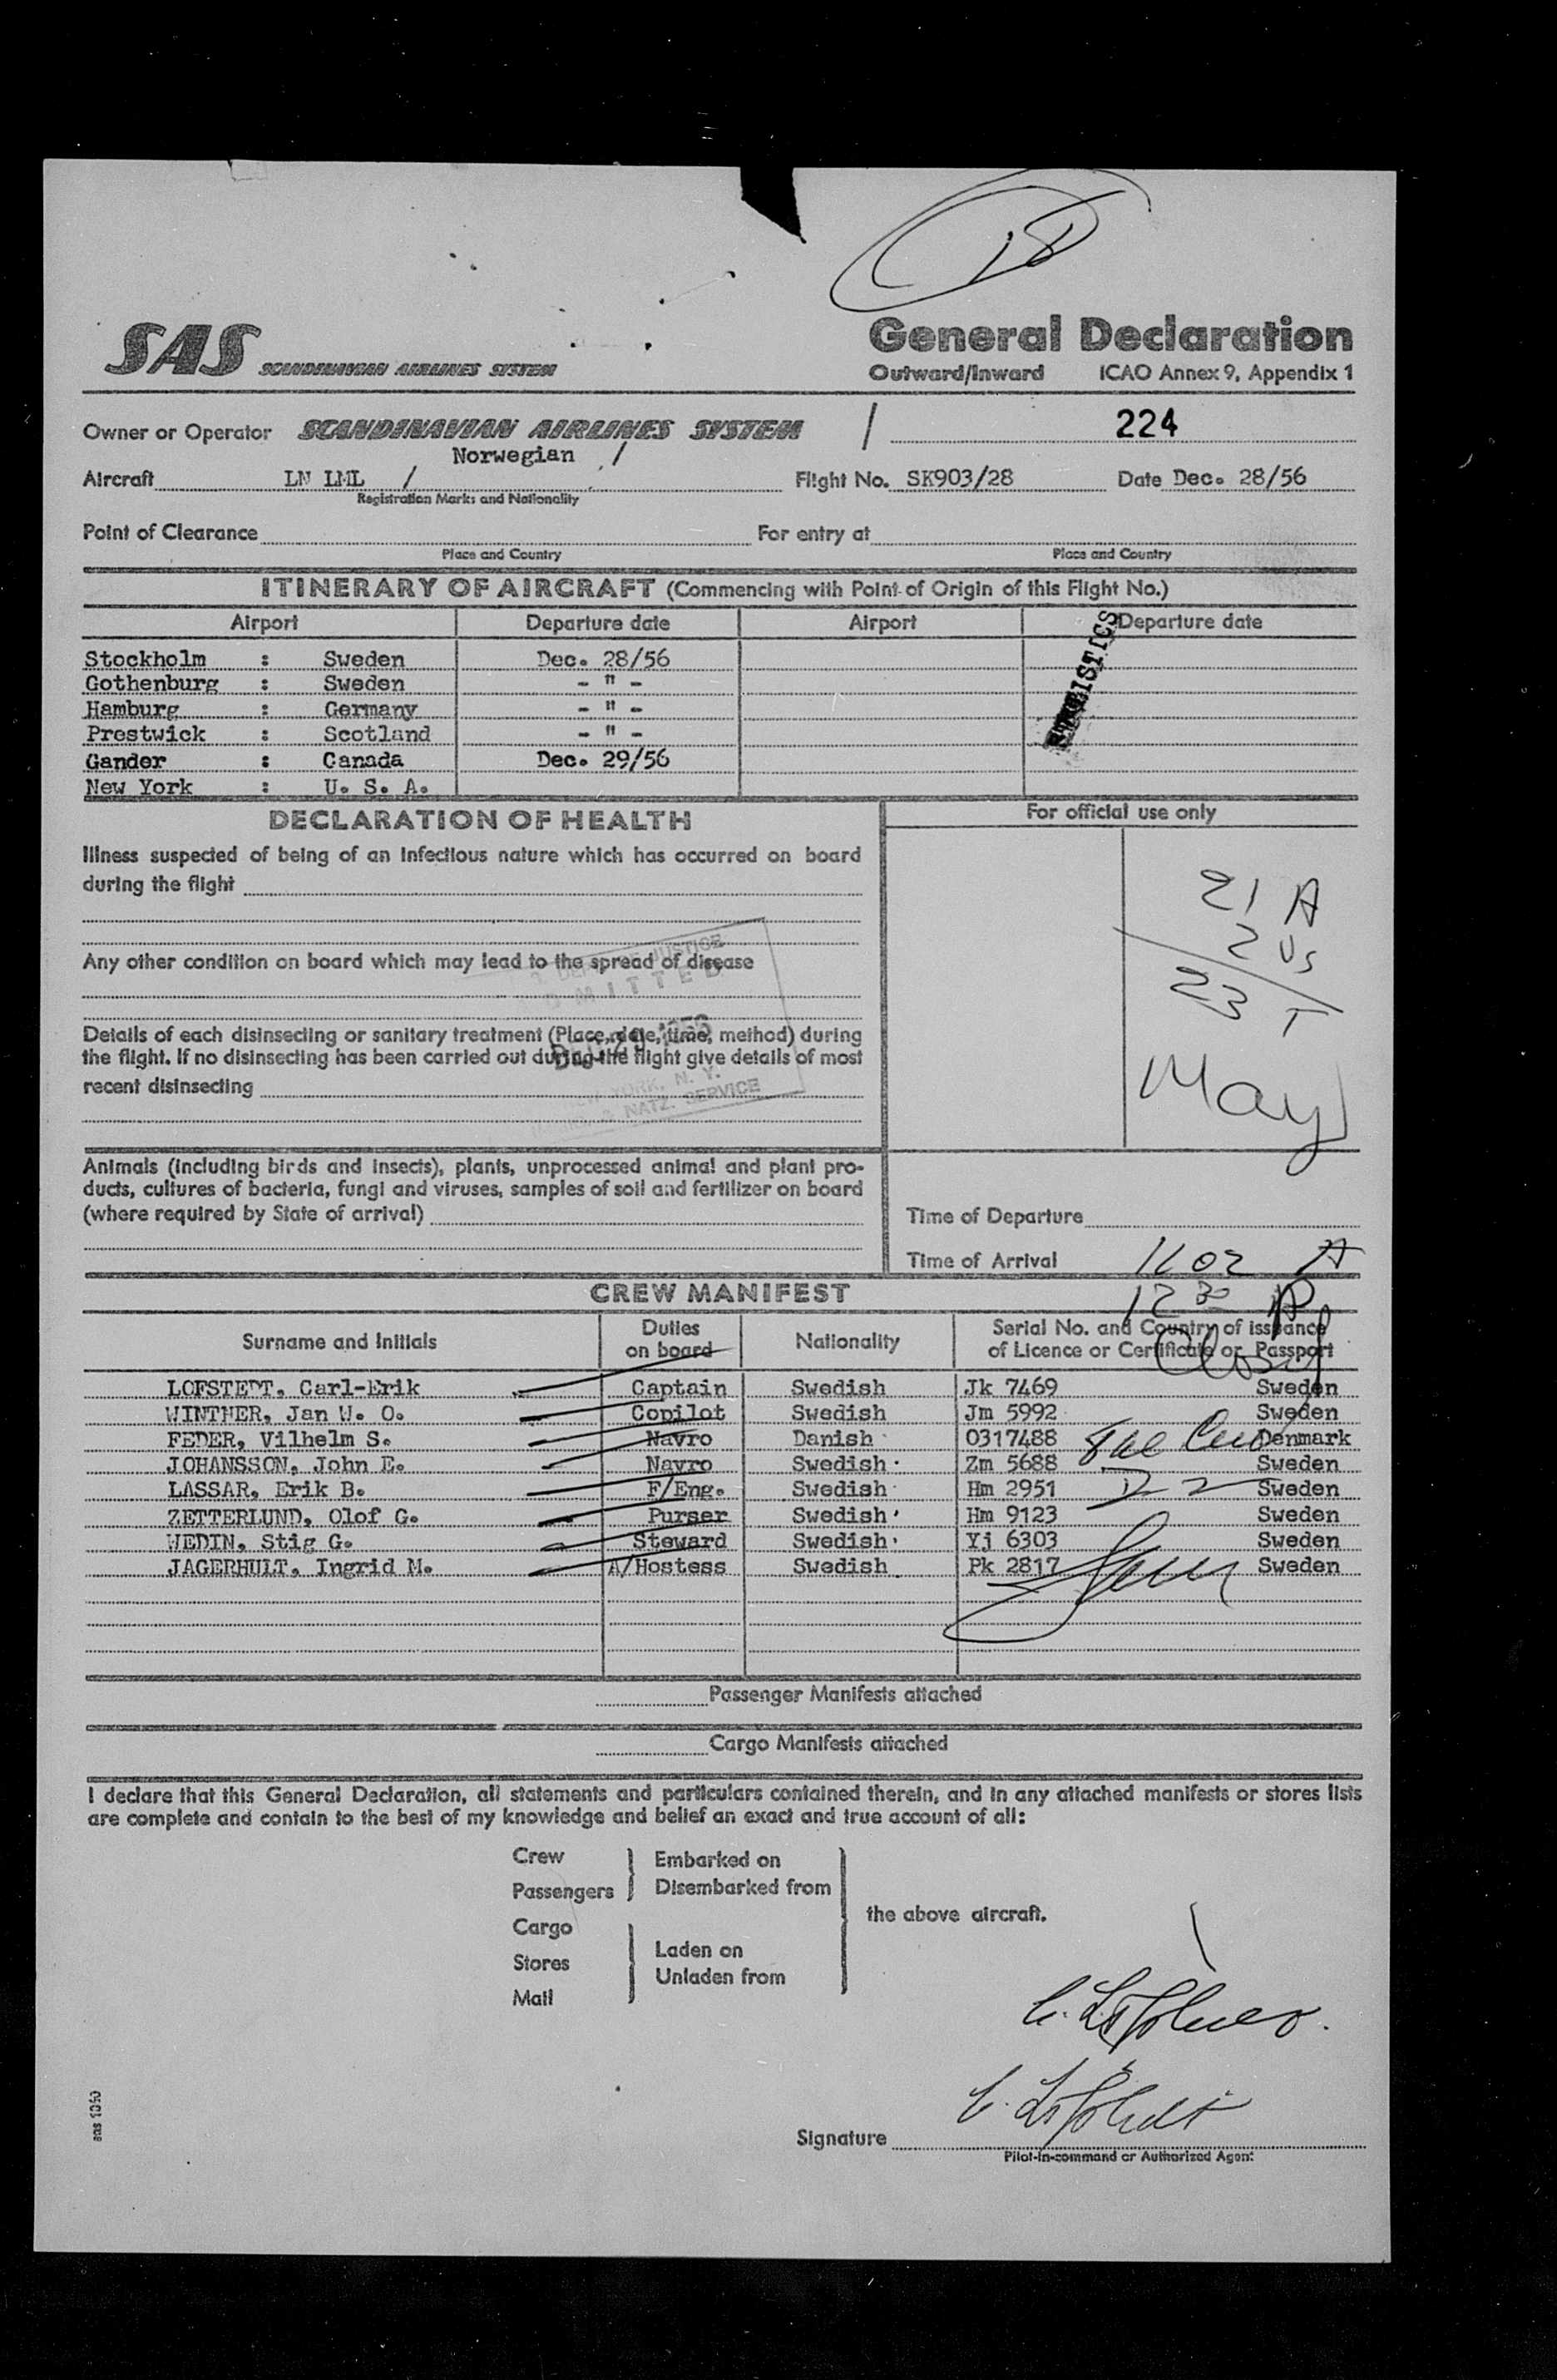 18
SAS SCANDINAVIAN AIRLINES SYSTEM
General Declaration
Outward/Inward ICAO Annex 9, Appendix 1
Owner or Operator SCANDINAVIAN AIRLINES SYSTEM / 224
Norwegian /
Aircraft LN LML / Flight No. SK903/28 Date Dec. 28/56
Registration Marks and Nationality
Point of Clearance For entry at
Place and Country Place and Country
ITINERARY OF AIRCRAFT (Commencing with Point of Origin of this Flight No.)
Airport Departure date Airport Departure date
Stockholm : Sweden Dec. 28/56
Gothenburg : Sweden - " -
Hamburg : Germany - " -
Prestwick : Scotland - " -
Gander : Canada Dec. 29/56
New York : U. S. A.
DECLARATION OF HEALTH
Illness suspected of being of an infectious nature which has occurred on board
during the flight
Any other condition on board which may lead to the spread of disease
Details of each disinsecting or sanitary treatment (Place, date, time, method) during
the flight. If no disinsecting has been carried out during the flight give details of most
recent disinsecting
JUSTICE
DEC 29 1956
N. Y.
& NATZ. SERVICE
For official use only
21 A
2 US
23 T
May
Animals (including birds and insects), plants, unprocessed animal and plant pro-
ducts, cultures of bacteria, fungi and viruses, samples of soil and fertilizer on board
(where required by State of arrival)
Time of Departure
Time of Arrival 1102 A
CREW MANIFEST
1230
Surname and Initials Duties on board Nationality Serial No. and Country of issuance of Licence or Certificate or Passport
LOFSTEDT, Carl-Erik Captain Swedish Jk 7469 Sweden
WINTHER, Jan W. O. Copilot Swedish Jm 5992 Sweden
FEDER, Vilhelm S. Navro Danish 0317488 Denmark
JOHANSSON, John E. Navro Swedish Zm 5688 Sweden
LASSAR, Erik B. F/Eng. Swedish Hm 2951 Sweden
ZETTERLUND, Olof G. Purser Swedish Hm 9123 Sweden
WEDIN, Stig G. Steward Swedish Yj 6303 Sweden
JAGERHULT, Ingrid M. A/Hostess Swedish Pk 2817 Sweden
Passenger Manifests attached
Cargo Manifests attached
I declare that this General Declaration, all statements and particulars contained therein, and in any attached manifests or stores lists
are complete and contain to the best of my knowledge and belief an exact and true account of all:
Crew
Passengers
Embarked on
Disembarked from
Cargo
Stores
Mail
Laden on
Unladen from
the above aircraft.
Signature
Pilot-in-command or Authorized Agent